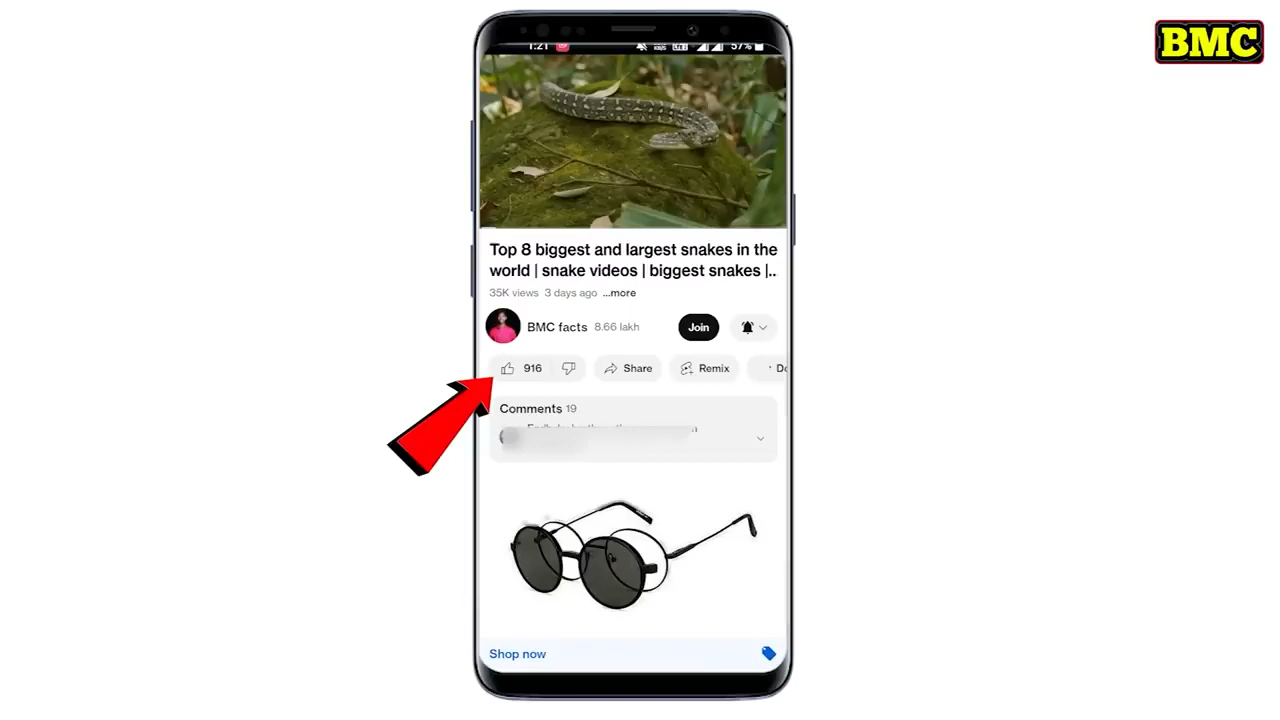 BMC
1:21
57%
Top 8 biggest and largest snakes in the
world | snake videos | biggest snakes |..
35K views 3 days ago ...more
BMC facts 8.66 lakh Join
916 Share Remix Do
Comments 19
Shop now